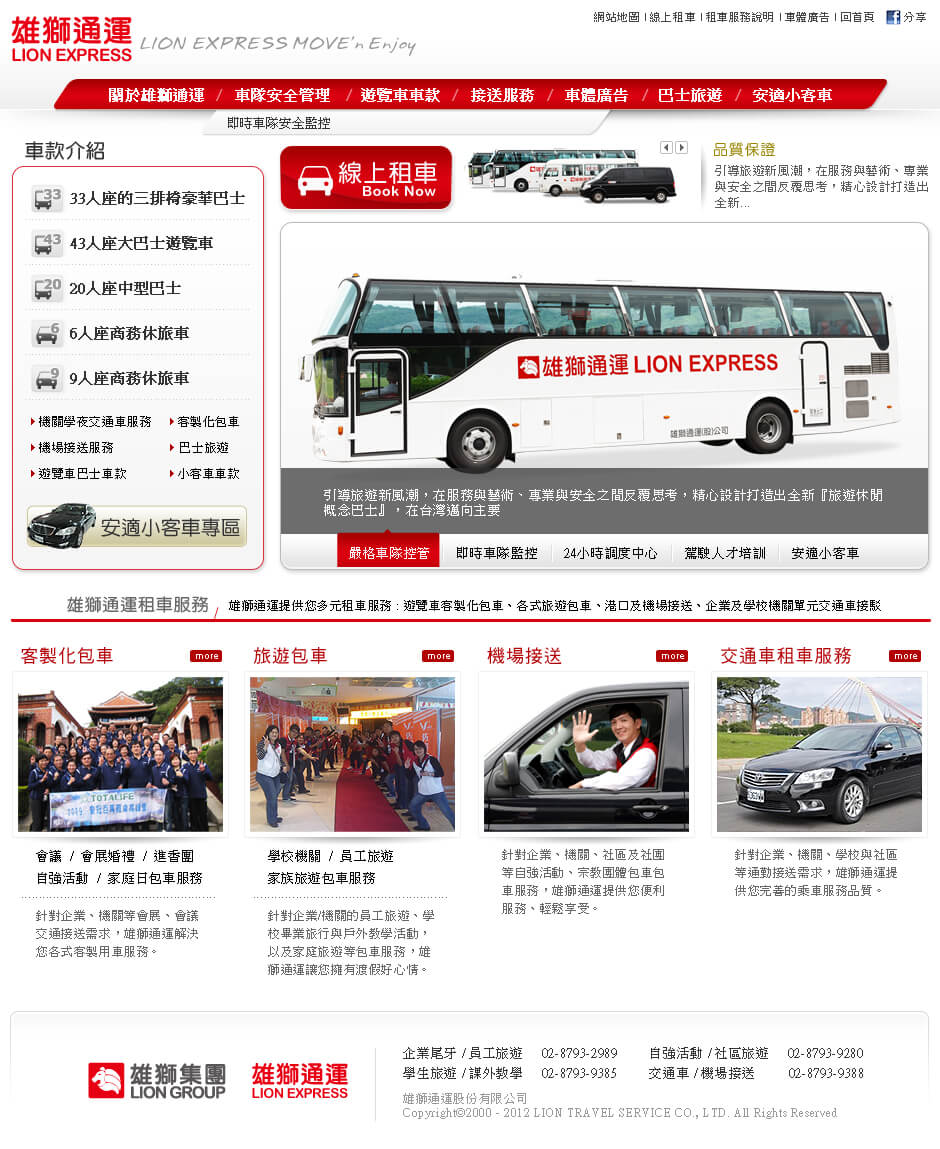 雄獅通運
LION EXPRESS
LION EXPRESS MOVE'n Enjoy
網站地圖 | 線上租車 | 租車服務說明 | 車體廣告 | 回首頁 分享
關於雄獅通運 / 車隊安全管理 / 遊覽車車款 / 接送服務 / 車體廣告 / 巴士旅遊 / 安適小客車
即時車隊安全監控
車款介紹
33 33人座的三排椅豪華巴士
43 43人座大巴士遊覽車
20 20人座中型巴士
6 6人座商務休旅車
9 9人座商務休旅車
機關學夜交通車服務 客製化包車
機場接送服務 巴士旅遊
遊覽車巴士車款 小客車車款
安適小客車專區
線上租車
Book Now
品質保證
引導旅遊新風潮，在服務與藝術、專業
與安全之間反覆思考，精心設計打造出
全新...
雄獅通運 LION EXPRESS
雄獅通運(股)公司
引導旅遊新風潮，在服務與藝術、專業與安全之間反覆思考，精心設計打造出全新『旅遊休閒
概念巴士』，在台灣邁向主要
嚴格車隊控管 即時車隊監控 24小時調度中心 駕駛人才培訓 安適小客車
雄獅通運租車服務 / 雄獅通運提供您多元租車服務 : 遊覽車客製化包車、各式旅遊包車、港口及機場接送、企業及學校機關單元交通車接駁
客製化包車 more
TOTALIFE
會議 / 會展婚禮 / 進香團
自強活動 / 家庭日包車服務
針對企業、機關等會展、會議
交通接送需求，雄獅通運解決
您各式客製用車服務。
旅遊包車 more
學校機關 / 員工旅遊
家族旅遊包車服務
針對企業/機關的員工旅遊、學
校畢業旅行與戶外教學活動，
以及家庭旅遊等包車服務，雄
獅通運讓您擁有渡假好心情。
機場接送 more
針對企業、機關、社區及社團
等自強活動、宗教團體包車包
車服務，雄獅通運提供您便利
服務、輕鬆享受。
交通車租車服務 more
針對企業、機關、學校與社區
等通勤接送需求，雄獅通運提
供您完善的乘車服務品質。
雄獅集團
LION GROUP
雄獅通運
LION EXPRESS
企業尾牙 / 員工旅遊 02-8793-2989 自強活動 / 社區旅遊 02-8793-9280
學生旅遊 / 課外教學 02-8793-9385 交通車 / 機場接送 02-8793-9388
雄獅通運股份有限公司
Copyright©2000 - 2012 LION TRAVEL SERVICE CO., LTD. All Rights Reserved